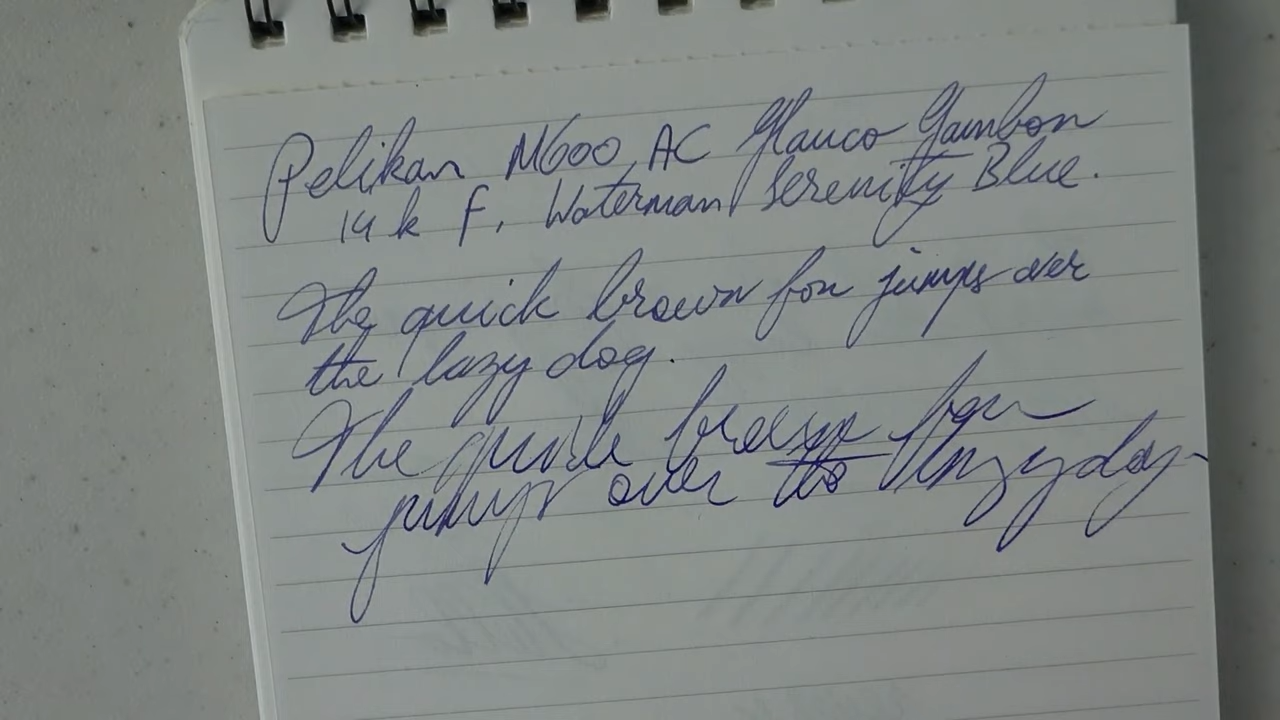 Pelikan M600, AC Glauco Gambon
14 k F, Waterman Serenity Blue.
The quick brown fox jumps over
the lazy dog.
The quick brown fox
jumps over the lazy dog